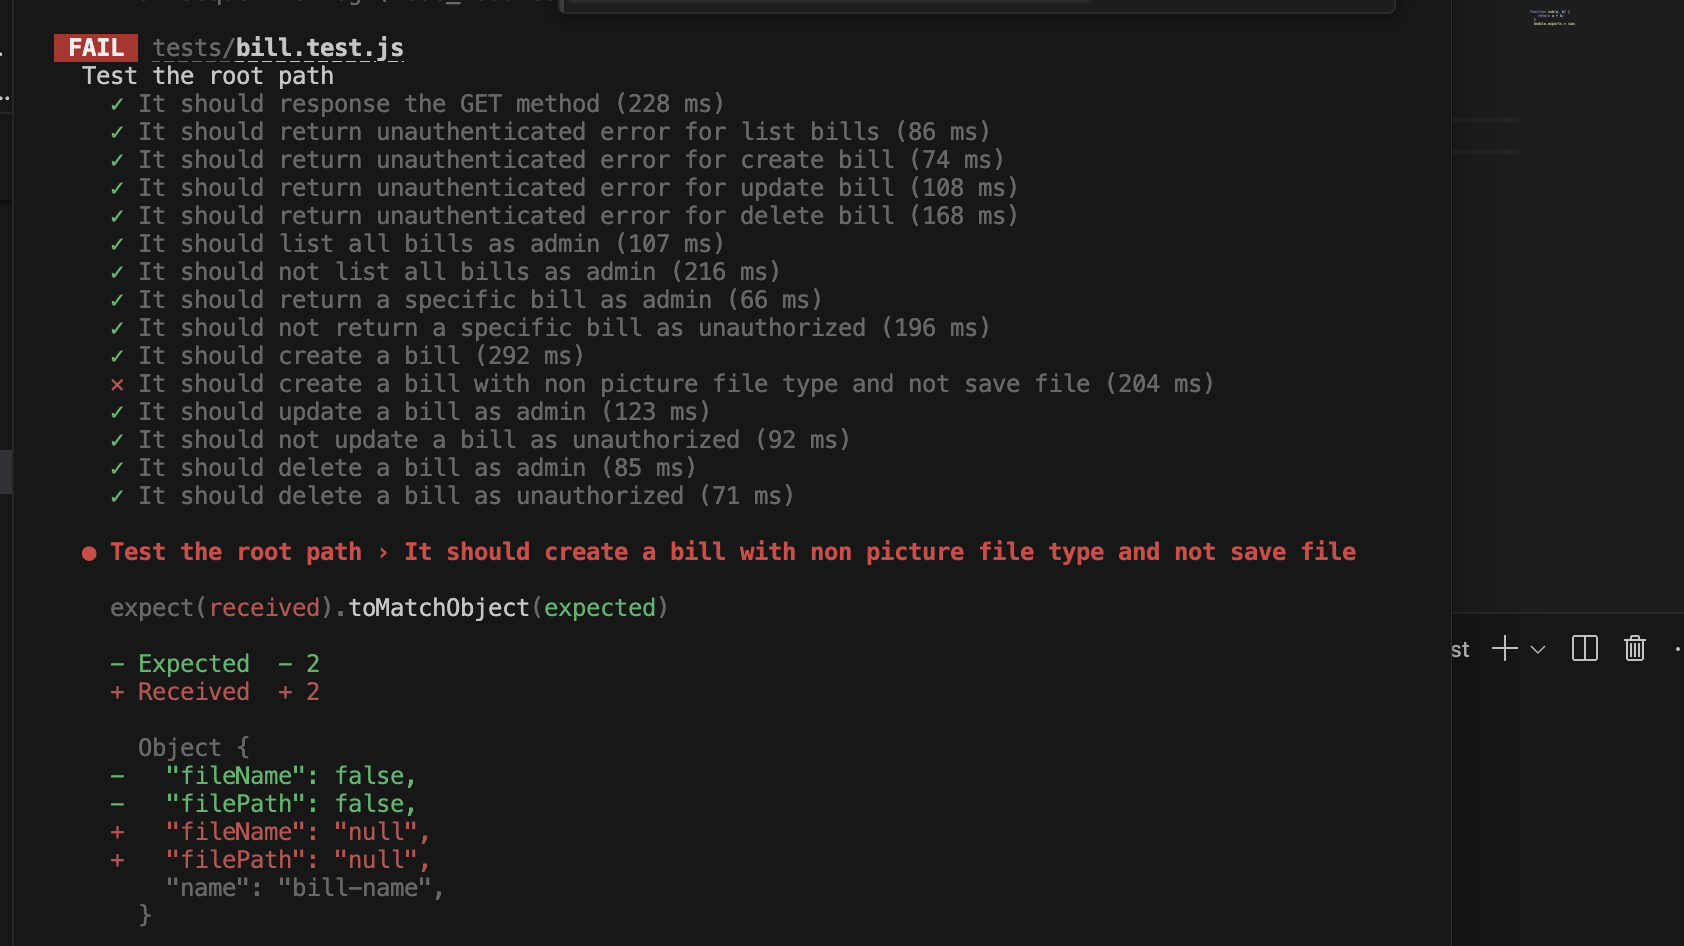 FAIL tests/bill.test.js
Test the root path
✓ It should response the GET method (228 ms)
✓ It should return unauthenticated error for list bills (86 ms)
✓ It should return unauthenticated error for create bill (74 ms)
✓ It should return unauthenticated error for update bill (108 ms)
✓ It should return unauthenticated error for delete bill (168 ms)
✓ It should list all bills as admin (107 ms)
✓ It should not list all bills as admin (216 ms)
✓ It should return a specific bill as admin (66 ms)
✓ It should not return a specific bill as unauthorized (196 ms)
✓ It should create a bill (292 ms)
✕ It should create a bill with non picture file type and not save file (204 ms)
✓ It should update a bill as admin (123 ms)
✓ It should not update a bill as unauthorized (92 ms)
✓ It should delete a bill as admin (85 ms)
✓ It should delete a bill as unauthorized (71 ms)
● Test the root path › It should create a bill with non picture file type and not save file
expect(received).toMatchObject(expected)
- Expected - 2
+ Received + 2
Object {
- "fileName": false,
- "filePath": false,
+ "fileName": "null",
+ "filePath": "null",
"name": "bill-name",
}
st